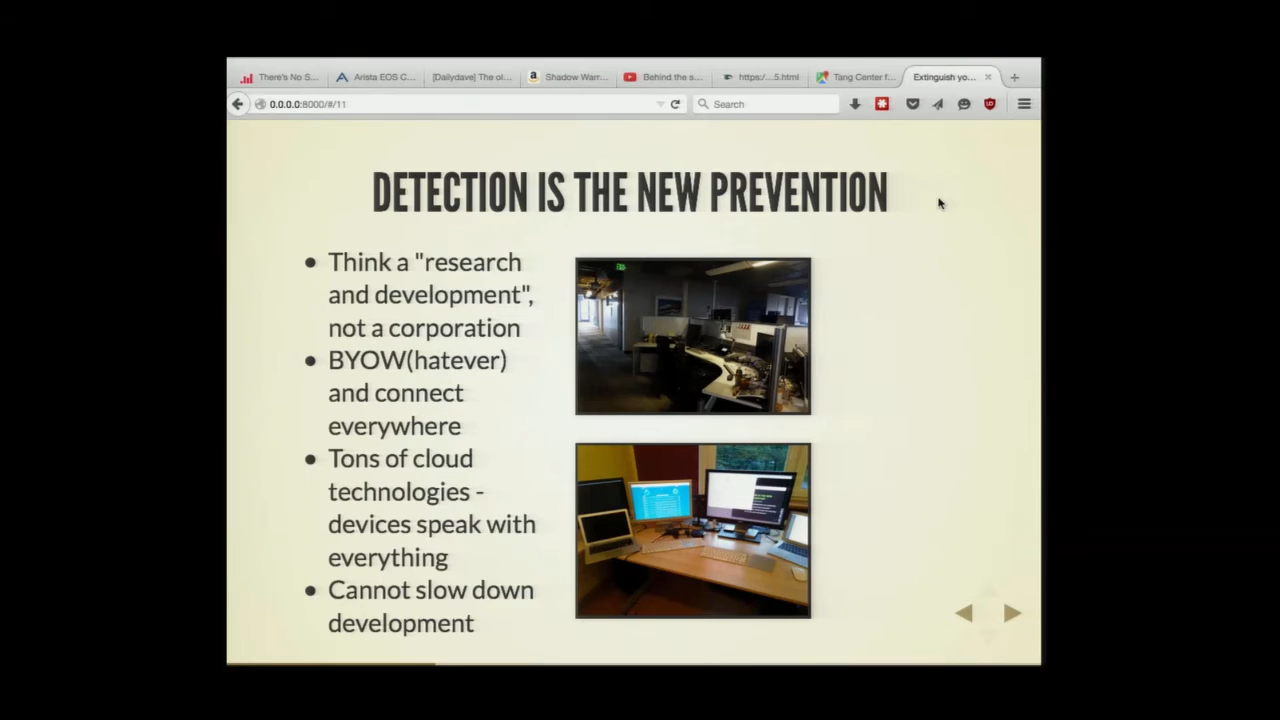 There's No S...
Arista EOS C...
[Dailydave] The ol...
Shadow Warr...
Behind the s...
https:/...5.html
Tang Center f...
Extinguish yo...
0.0.0.0:8000/#/11
Search
DETECTION IS THE NEW PREVENTION
Think a "research
and development",
not a corporation
BYOW(hatever)
and connect
everywhere
Tons of cloud
technologies -
devices speak with
everything
Cannot slow down
development